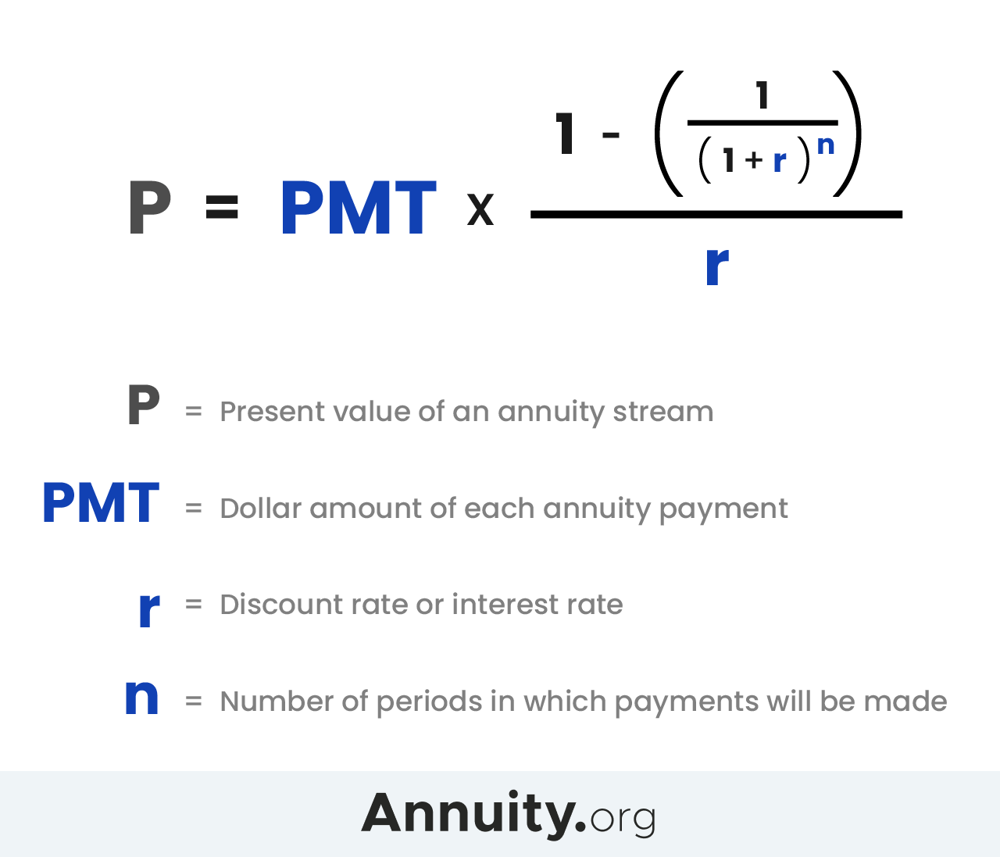 P = PMT x (1 - (1 / (1 + r)^n)) / r
P = Present value of an annuity stream
PMT = Dollar amount of each annuity payment
r = Discount rate or interest rate
n = Number of periods in which payments will be made
Annuity.org